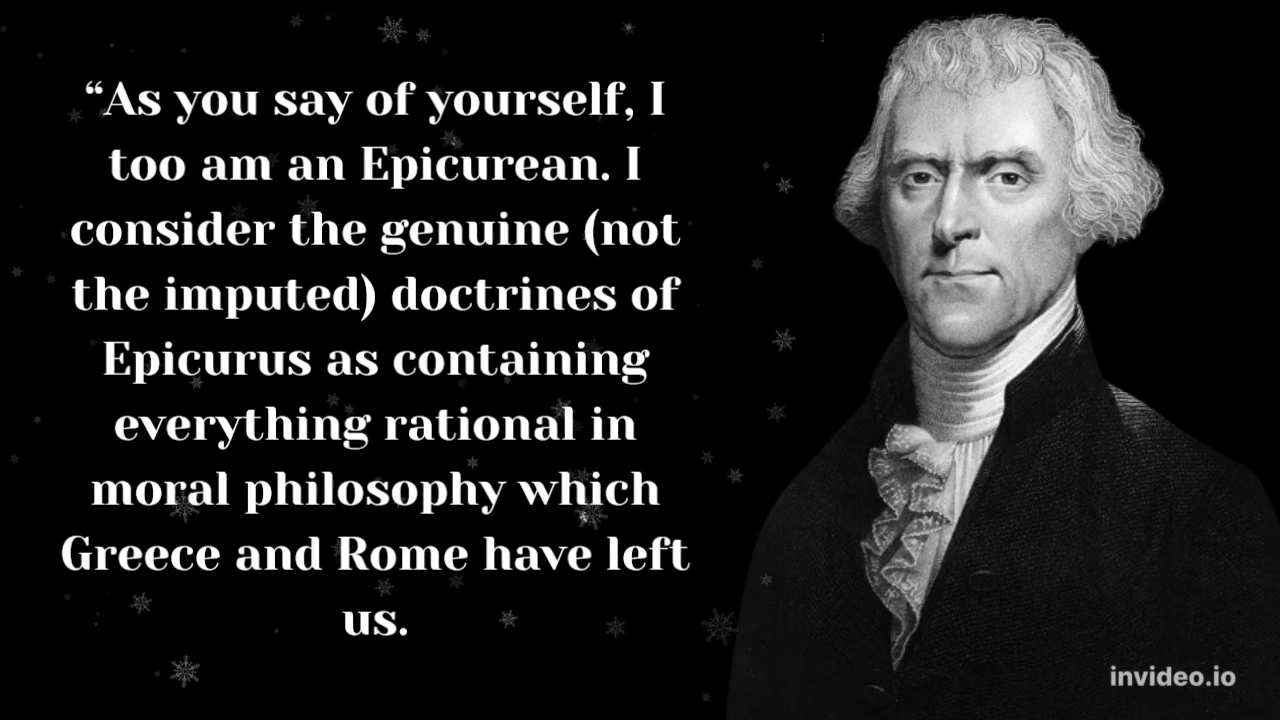 “As you say of yourself, I
too am an Epicurean. I
consider the genuine (not
the imputed) doctrines of
Epicurus as containing
everything rational in
moral philosophy which
Greece and Rome have left
us.
invideo.io